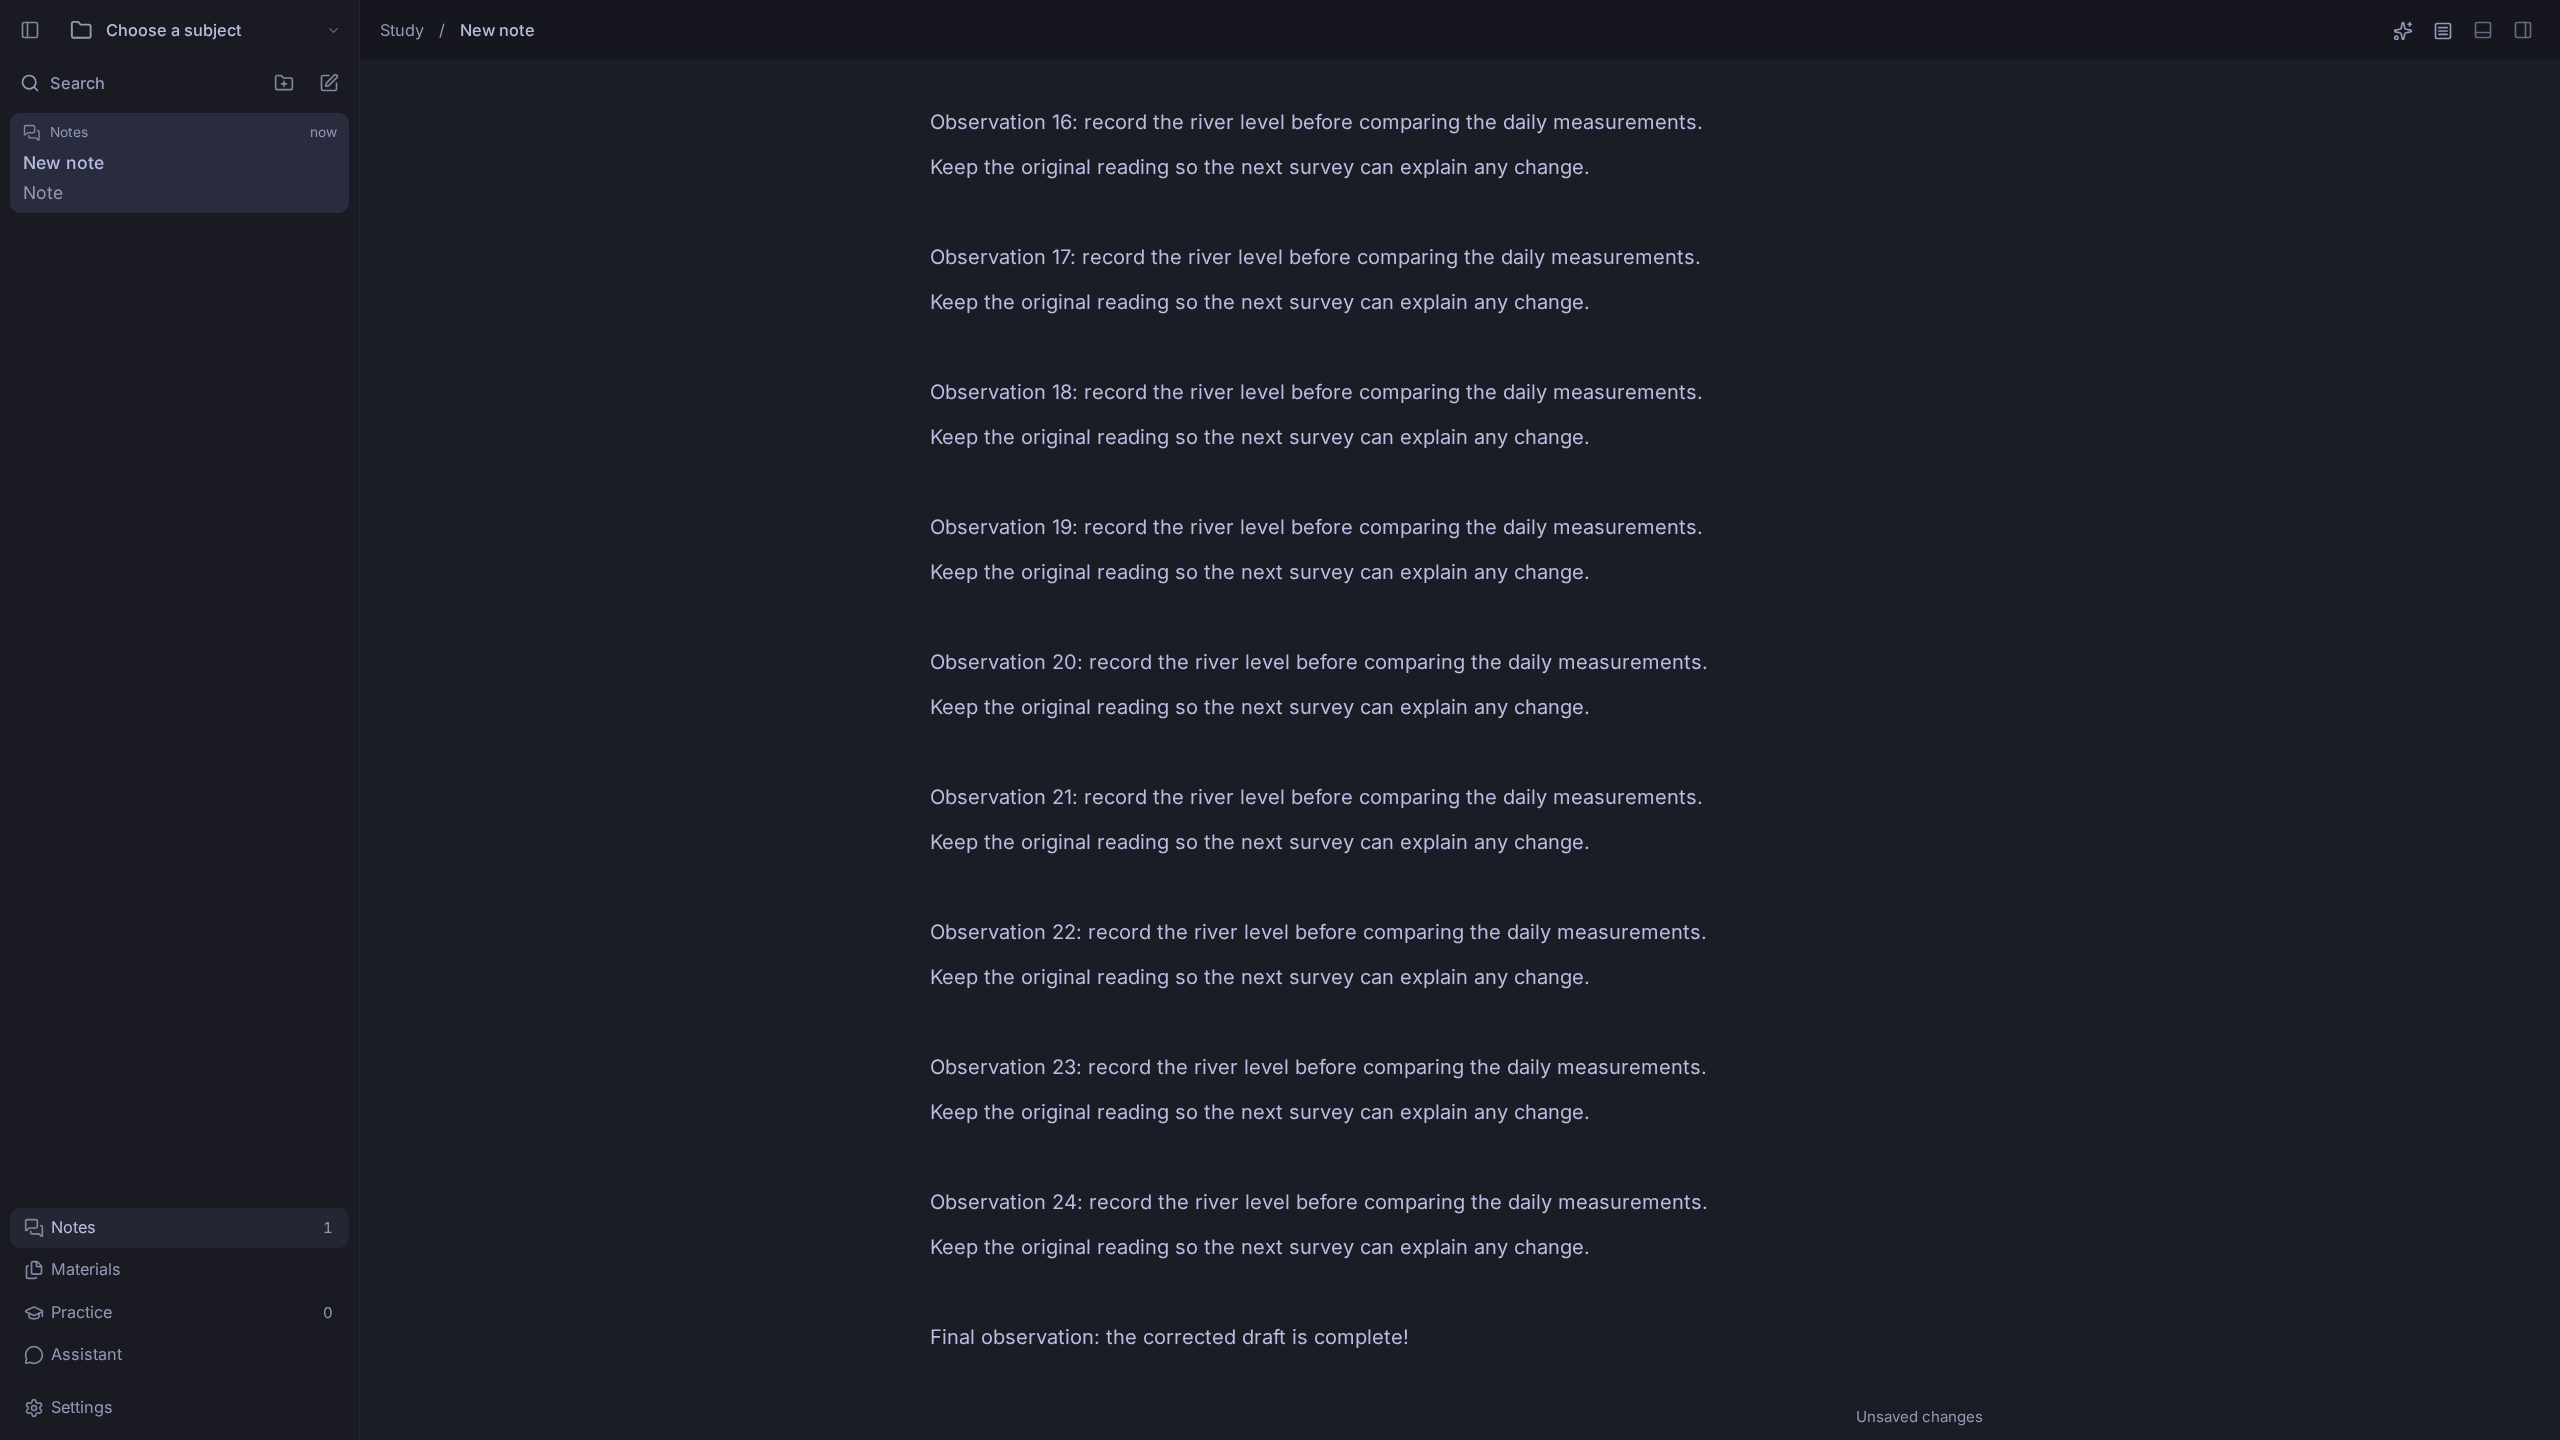 Choose a subject
Search
Notes now
New note
Note
Notes 1
Materials
Practice 0
Assistant
Settings
Study / New note
Observation 16: record the river level before comparing the daily measurements.
Keep the original reading so the next survey can explain any change.
Observation 17: record the river level before comparing the daily measurements.
Keep the original reading so the next survey can explain any change.
Observation 18: record the river level before comparing the daily measurements.
Keep the original reading so the next survey can explain any change.
Observation 19: record the river level before comparing the daily measurements.
Keep the original reading so the next survey can explain any change.
Observation 20: record the river level before comparing the daily measurements.
Keep the original reading so the next survey can explain any change.
Observation 21: record the river level before comparing the daily measurements.
Keep the original reading so the next survey can explain any change.
Observation 22: record the river level before comparing the daily measurements.
Keep the original reading so the next survey can explain any change.
Observation 23: record the river level before comparing the daily measurements.
Keep the original reading so the next survey can explain any change.
Observation 24: record the river level before comparing the daily measurements.
Keep the original reading so the next survey can explain any change.
Final observation: the corrected draft is complete!
Unsaved changes